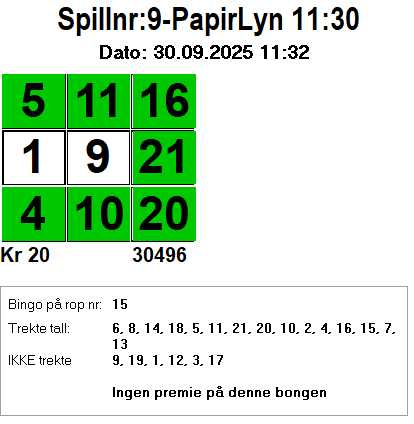 Spillnr:9-PapirLyn 11:30
Dato: 30.09.2025 11:32
5 11 16
1 9 21
4 10 20
Kr 20 30496
Bingo på rop nr: 15
Trekte tall: 6, 8, 14, 18, 5, 11, 21, 20, 10, 2, 4, 16, 15, 7,
13
IKKE trekte 9, 19, 1, 12, 3, 17
Ingen premie på denne bongen